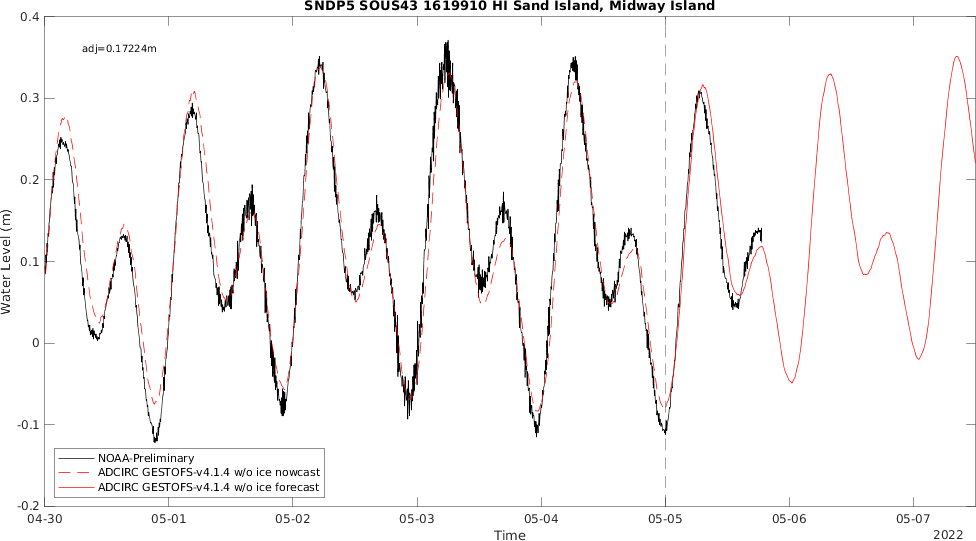 SNDP5 SOUS43 1619910 HI Sand Island, Midway Island
adj=0.17224m
0.4
0.3
0.2
0.1
0
-0.1
-0.2
Water Level (m)
NOAA-Preliminary
ADCIRC GESTOFS-v4.1.4 w/o ice nowcast
ADCIRC GESTOFS-v4.1.4 w/o ice forecast
04-30 05-01 05-02 05-03 05-04 05-05 05-06 05-07
Time
2022